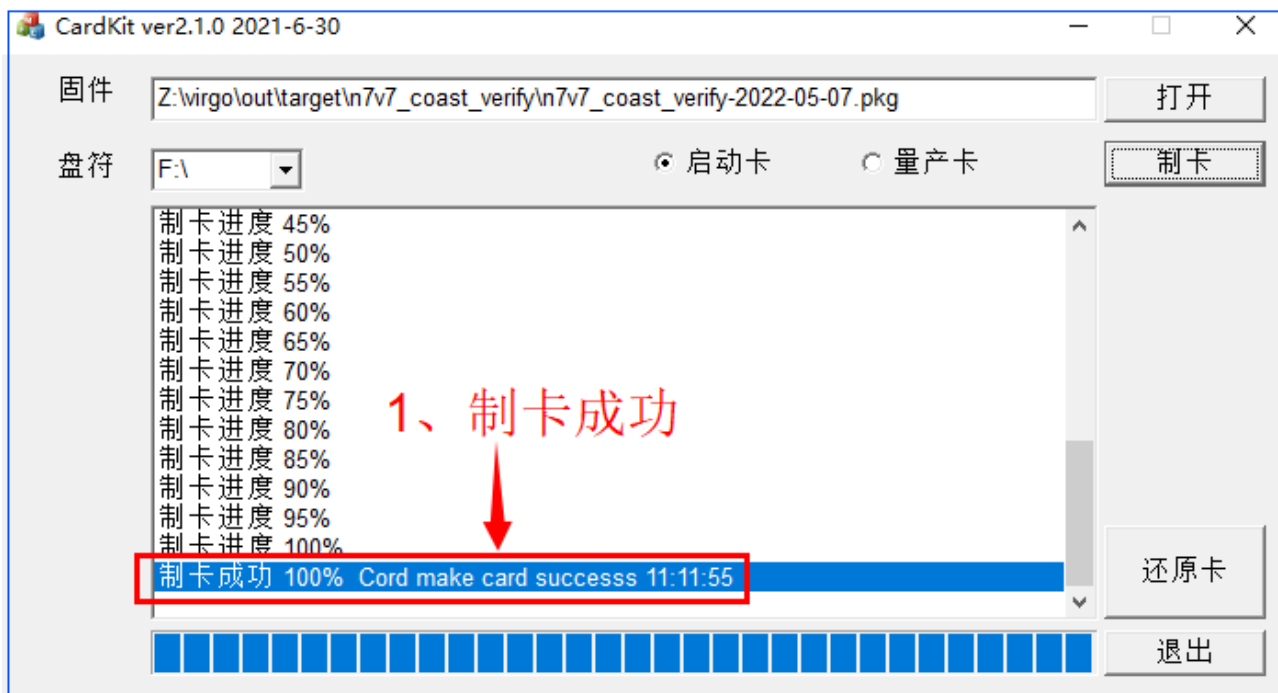 CardKit ver2.1.0 2021-6-30
固件 Z:\virgo\out\target\n7v7_coast_verify\n7v7_coast_verify-2022-05-07.pkg 打开
盘符 F:\ 启动卡 量产卡 制卡
制卡进度 45%
制卡进度 50%
制卡进度 55%
制卡进度 60%
制卡进度 65%
制卡进度 70%
制卡进度 75%
1、制卡成功
制卡进度 80%
制卡进度 85%
制卡进度 90%
制卡进度 95%
制卡进度 100%
制卡成功 100% Cord make card successs 11:11:55
还原卡
退出